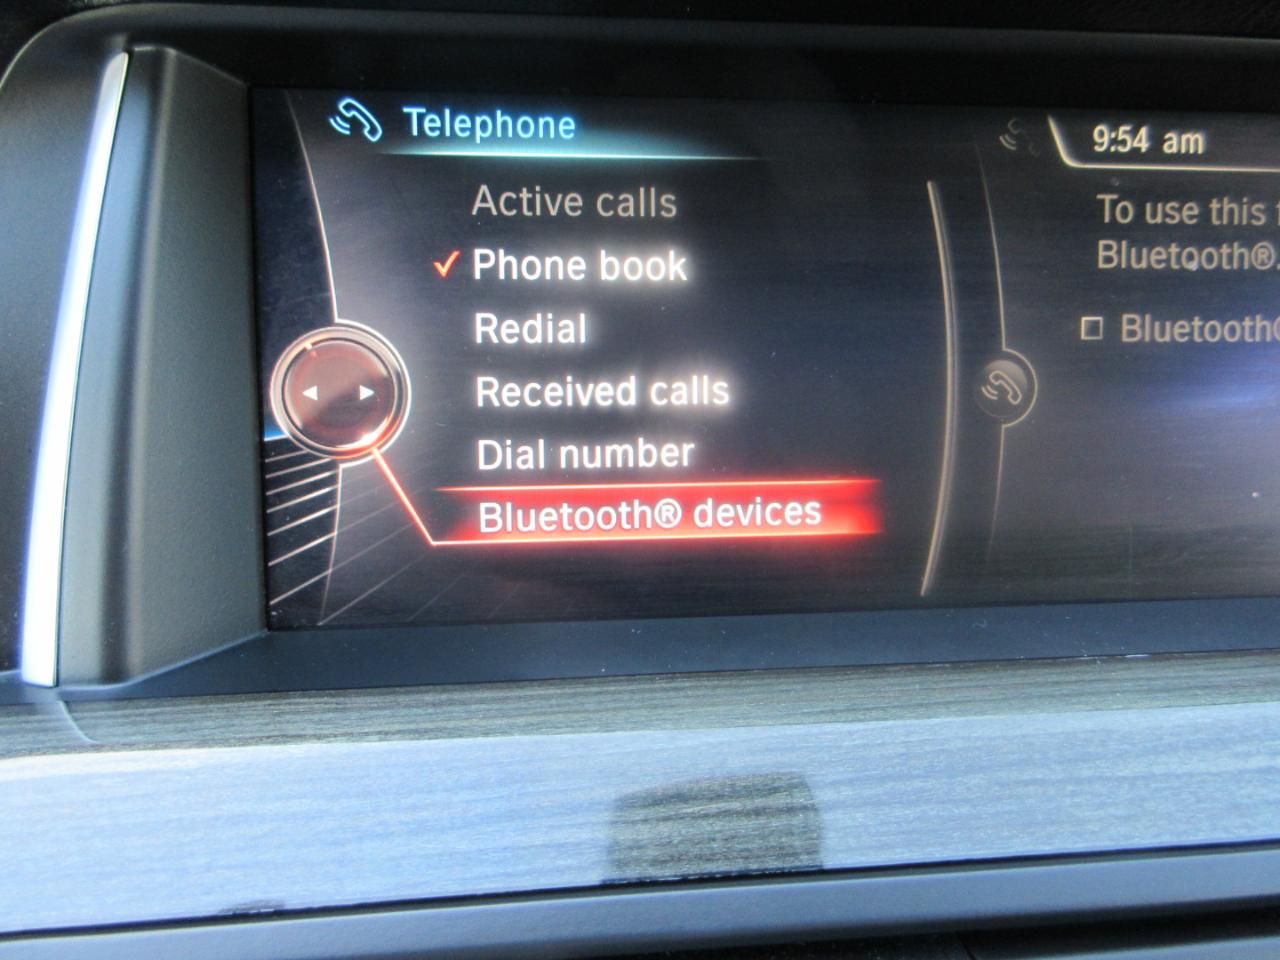 Telephone
Active calls
Phone book
Redial
Received calls
Dial number
Bluetooth® devices
9:54 am
To use this
Bluetooth®.
Bluetooth®